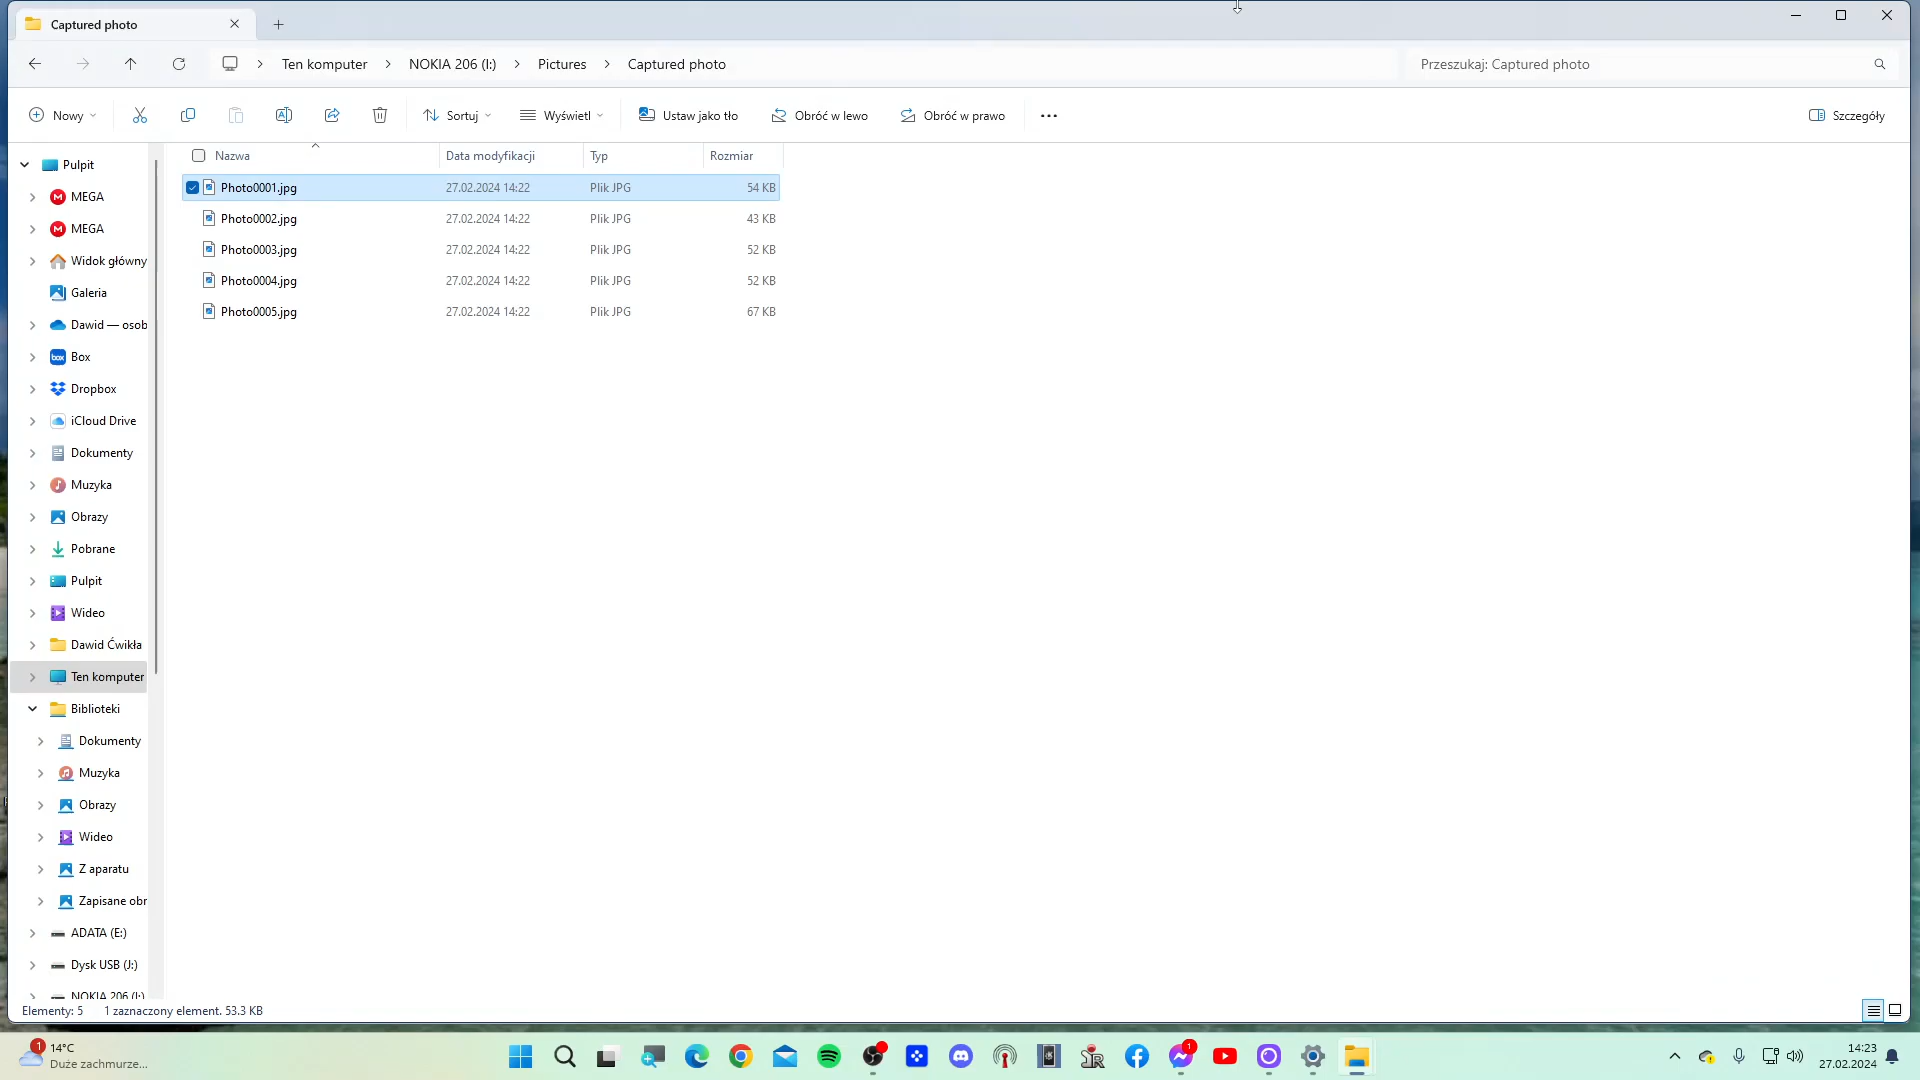 Captured photo
Ten komputer
NOKIA 206 (I:)
Pictures
Captured photo
Przeszukaj: Captured photo
Nowy
Sortuj
Wyświetl
Ustaw jako tło
Obróć w lewo
Obróć w prawo
Szczegóły
Nazwa
Data modyfikacji
Typ
Rozmiar
Photo0001.jpg 27.02.2024 14:22 Plik JPG 54 KB
Photo0002.jpg 27.02.2024 14:22 Plik JPG 43 KB
Photo0003.jpg 27.02.2024 14:22 Plik JPG 52 KB
Photo0004.jpg 27.02.2024 14:22 Plik JPG 52 KB
Photo0005.jpg 27.02.2024 14:22 Plik JPG 67 KB
Pulpit
MEGA
MEGA
Widok główny
Galeria
Dawid — osob
box Box
Dropbox
iCloud Drive
Dokumenty
Muzyka
Obrazy
Pobrane
Pulpit
Wideo
Dawid Ćwikła
Ten komputer
Biblioteki
Dokumenty
Muzyka
Obrazy
Wideo
Z aparatu
Zapisane obr
ADATA (E:)
Dysk USB (J:)
NOKIA 206 (I:)
Elementy: 5
1 zaznaczony element. 53.3 KB
1
14°C
Duże zachmurze...
1
14:23
27.02.2024